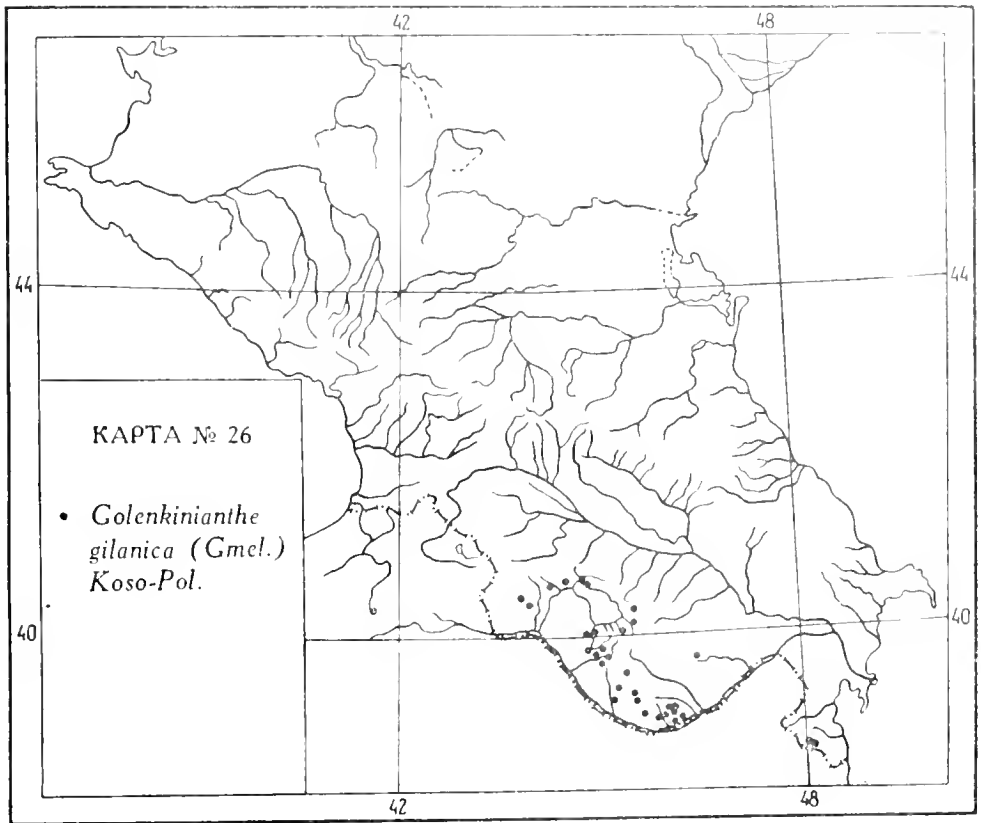 42 48
44 44
КАРТА № 26
• Golenkinianthe
gilanica (Gmel.)
Koso-Pol.
40 40
42 48